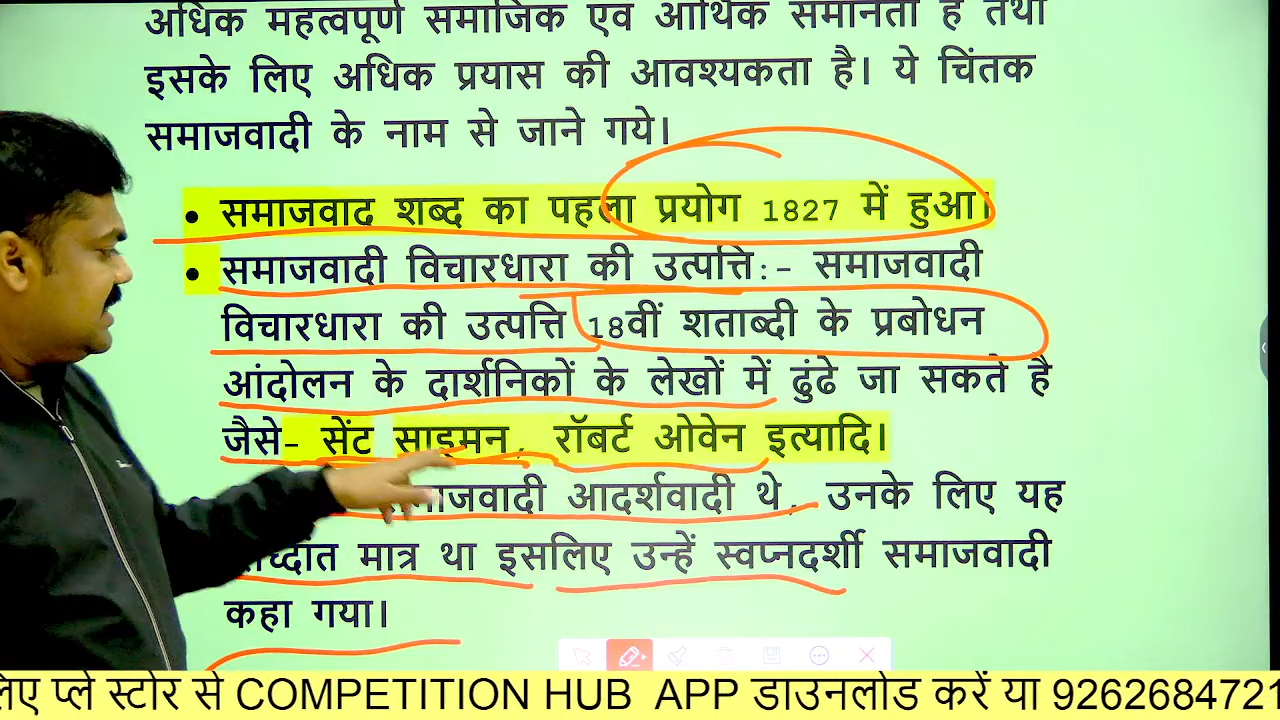 अधिक महत्वपूर्ण समाजिक एवं आर्थिक समानता है तथा
इसके लिए अधिक प्रयास की आवश्यकता है। ये चिंतक
समाजवादी के नाम से जाने गये।
• समाजवाद शब्द का पहला प्रयोग 1827 में हुआ।
• समाजवादी विचारधारा की उत्पत्ति:- समाजवादी
विचारधारा की उत्पत्ति 18वीं शताब्दी के प्रबोधन
आंदोलन के दार्शनिकों के लेखों में ढुंढे जा सकते है
जैसे- सेंट साइमन, रॉबर्ट ओवेन इत्यादि।
आदर्शवादी थे, उनके लिए यह
मात्र था इसलिए उन्हें स्वप्नदर्शी समाजवादी
कहा गया।
प्ले स्टोर से COMPETITION HUB APP डाउनलोड करें या 9262684721